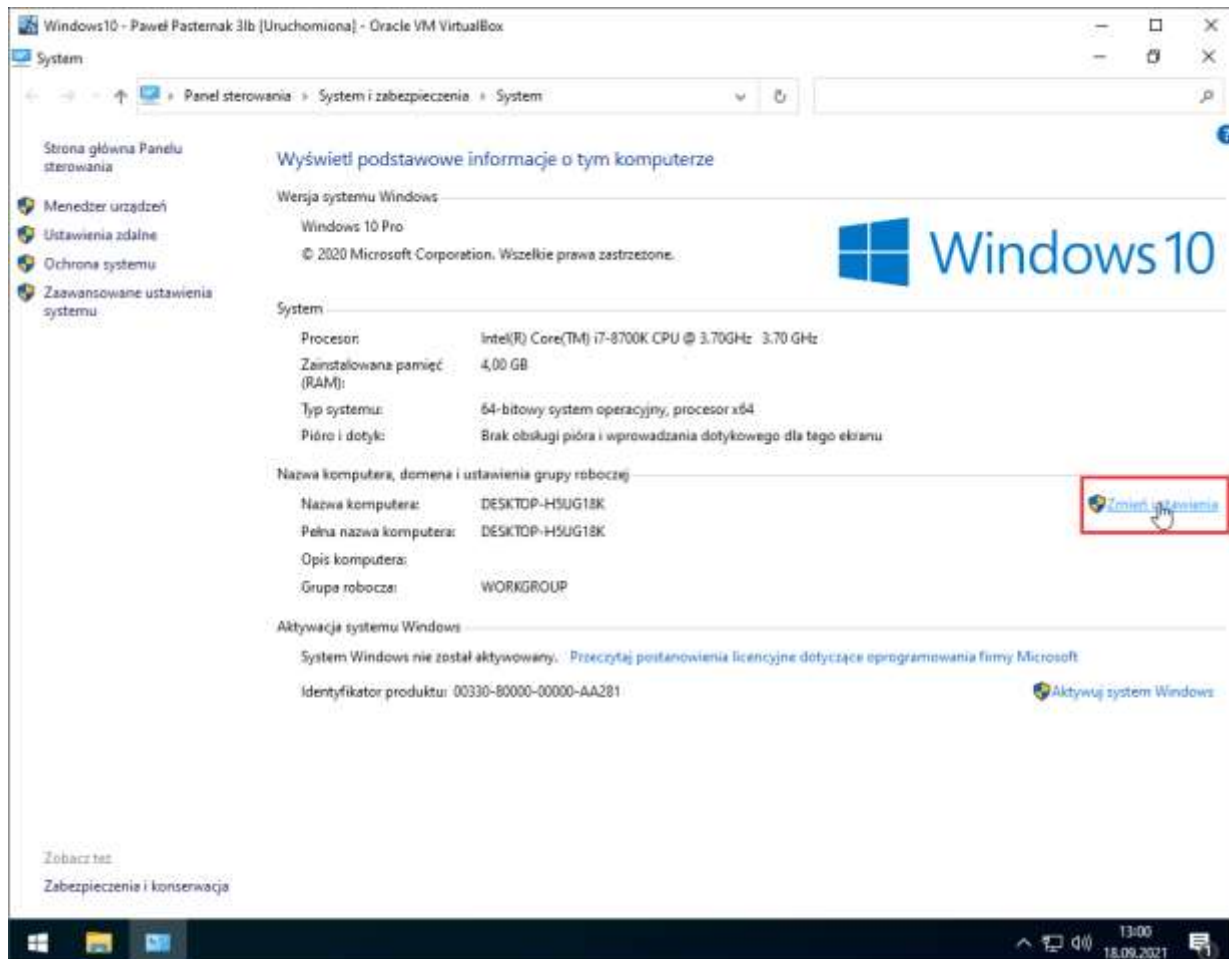 Windows10 - Paweł Pasternak 3lb [Uruchomiona] - Oracle VM VirtualBox
System
Panel sterowania › System i zabezpieczenia › System
Strona główna Panelu
sterowania
Menedżer urządzeń
Ustawienia zdalne
Ochrona systemu
Zaawansowane ustawienia
systemu
Wyświetl podstawowe informacje o tym komputerze
Wersja systemu Windows
Windows 10 Pro
© 2020 Microsoft Corporation. Wszelkie prawa zastrzeżone.
Windows 10
System
Procesor: Intel(R) Core(TM) i7-8700K CPU @ 3.70GHz 3.70 GHz
Zainstalowana pamięć 4,00 GB
(RAM):
Typ systemu: 64-bitowy system operacyjny, procesor x64
Pióro i dotyk: Brak obsługi pióra i wprowadzania dotykowego dla tego ekranu
Nazwa komputera, domena i ustawienia grupy roboczej
Nazwa komputera: DESKTOP-H5UG18K
Zmień ustawienia
Pełna nazwa komputera: DESKTOP-H5UG18K
Opis komputera:
Grupa robocza: WORKGROUP
Aktywacja systemu Windows
System Windows nie został aktywowany. Przeczytaj postanowienia licencyjne dotyczące oprogramowania firmy Microsoft
Identyfikator produktu: 00330-80000-00000-AA281
Aktywuj system Windows
Zobacz też
Zabezpieczenia i konserwacja
13:00
18.09.2021
1